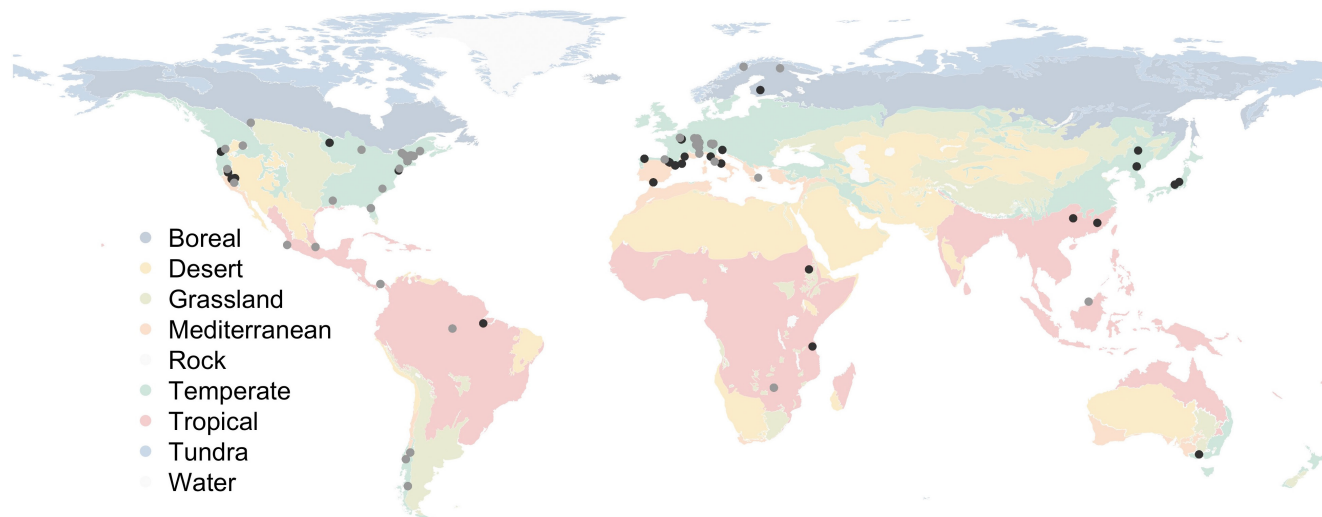 Boreal
Desert
Grassland
Mediterranean
Rock
Temperate
Tropical
Tundra
Water